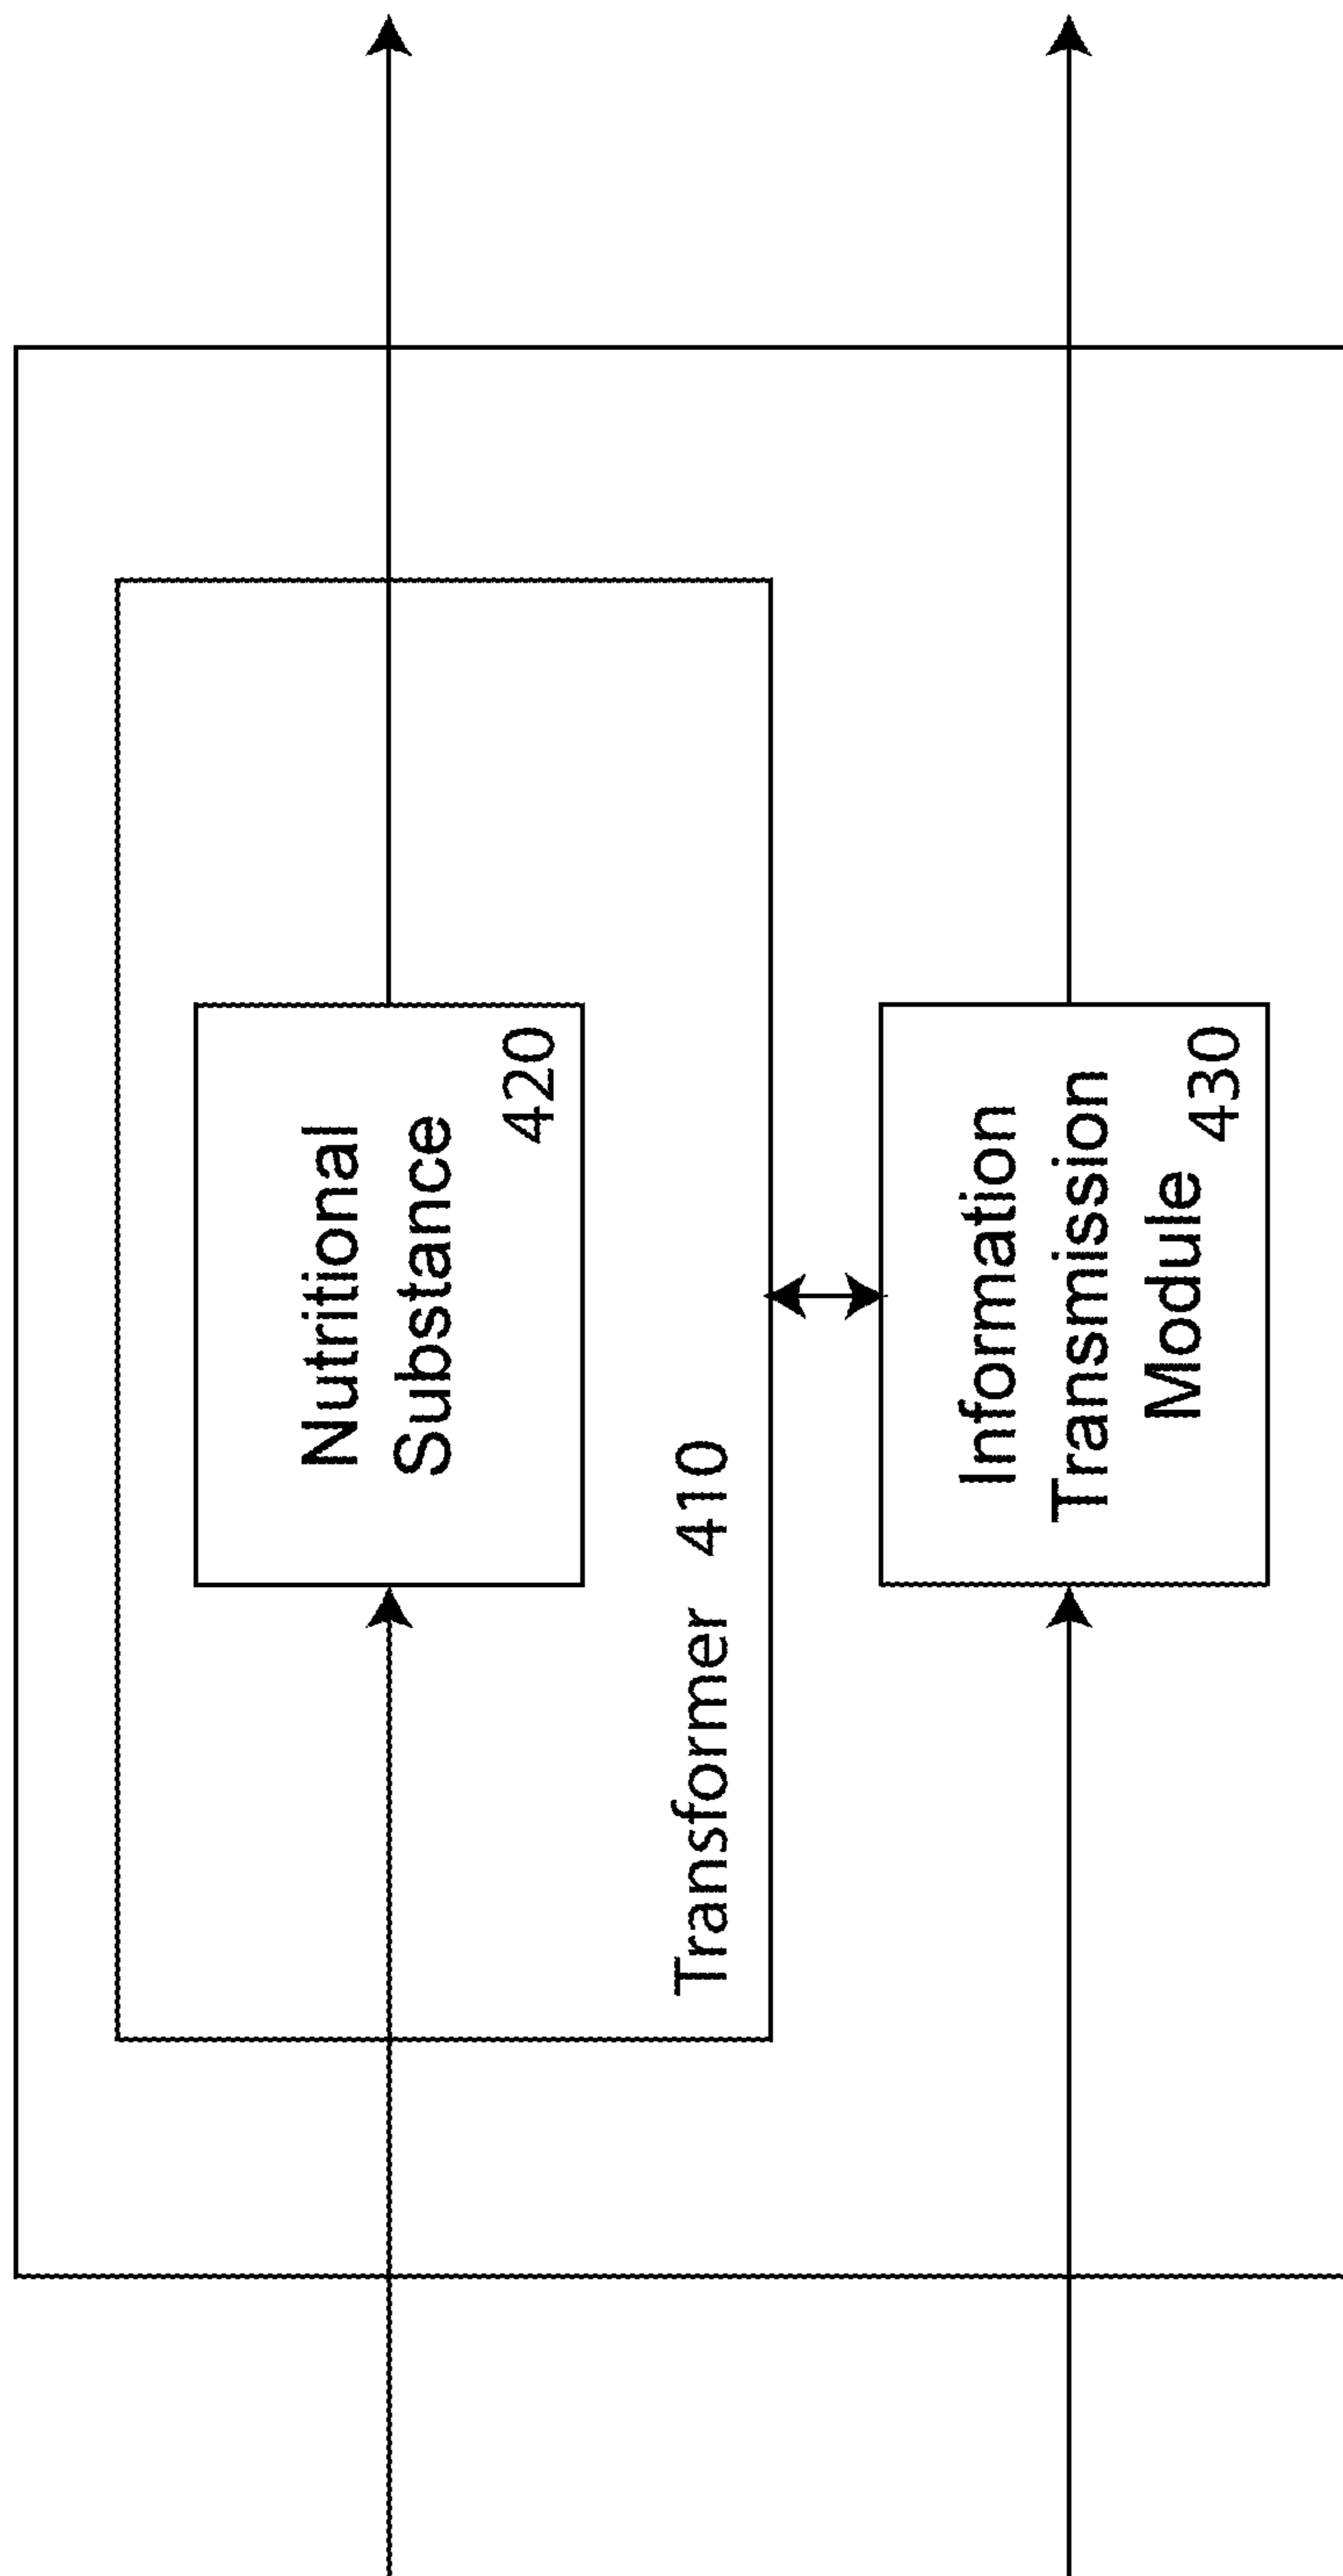 Nutritional
Substance
420
Transformer 410
Information
Transmission
Module 430